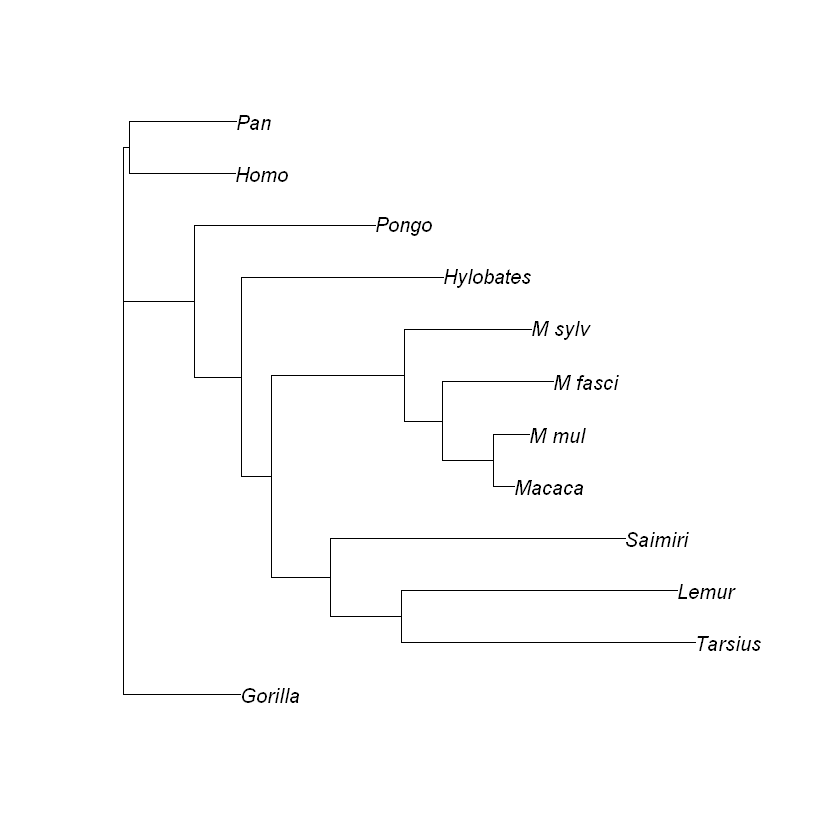 Pan
Homo
Pongo
Hylobates
M sylv
M fasci
M mul
Macaca
Saimiri
Lemur
Tarsius
Gorilla